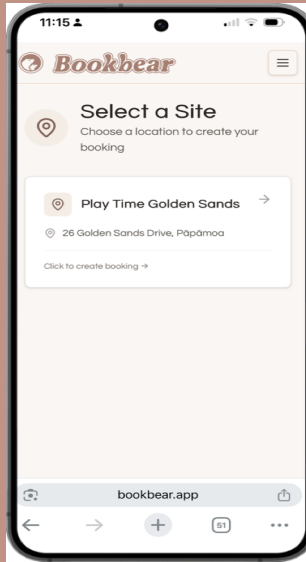 11:15
Bookbear
Select a Site
Choose a location to create your
booking
Play Time Golden Sands →
26 Golden Sands Drive, Pāpāmoa
Click to create booking →
bookbear.app
51